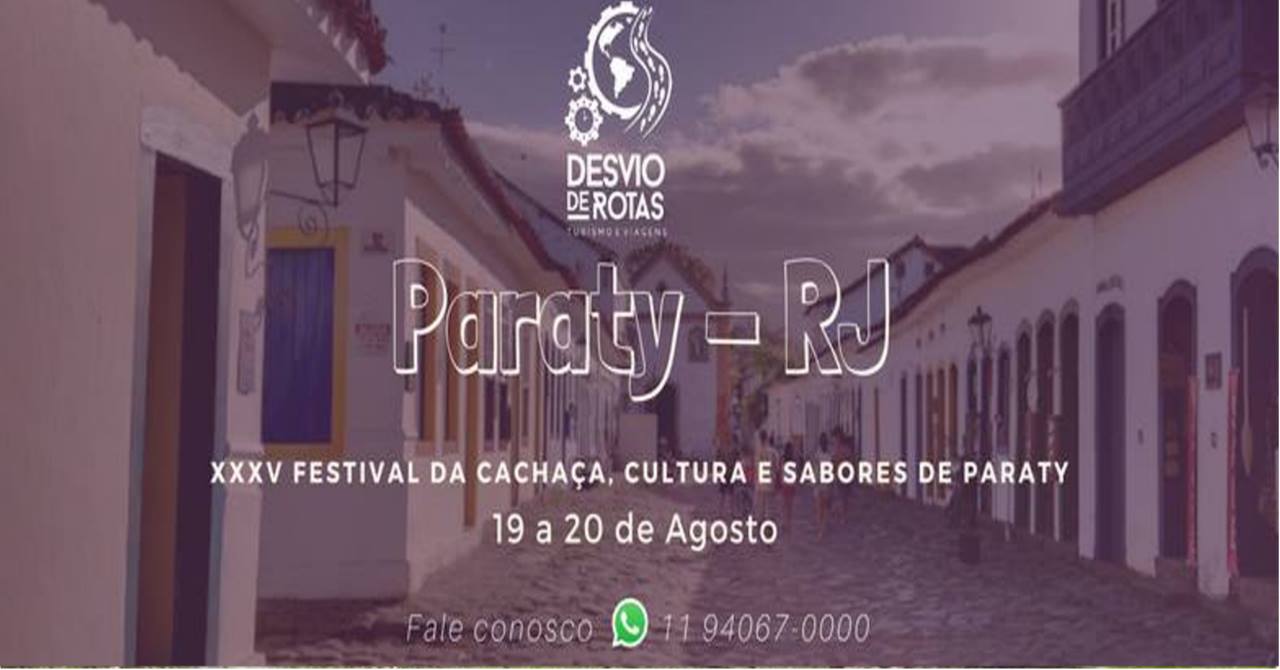 DESVIO
DE ROTAS
TURISMO E VIAGENS
Paraty – RJ
XXXV FESTIVAL DA CACHAÇA, CULTURA E SABORES DE PARATY
19 a 20 de Agosto
Fale conosco 11 94067-0000